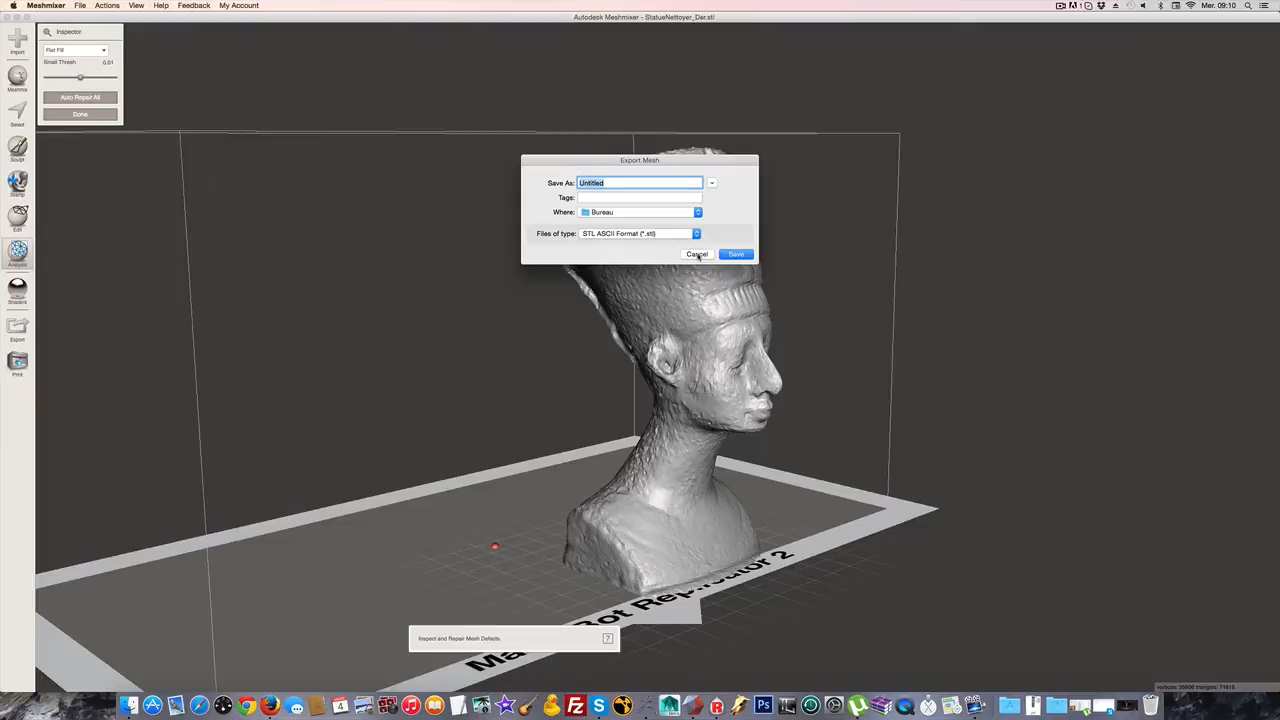 Meshmixer File Actions View Help Feedback My Account
Mer. 09:10
Autodesk Meshmixer - StatueNettoyer_Der.stl
Import
Meshmix
Select
Sculpt
Stamp
Edit
Analysis
Shaders
Export
Print
Inspector
Flat Fill
Small Thresh 0.01
Auto Repair All
Done
Export Mesh
Save As: Untitled
Tags:
Where: Bureau
Files of type: STL ASCII Format (*.stl)
Cancel Save
Inspect and Repair Mesh Defects.
?